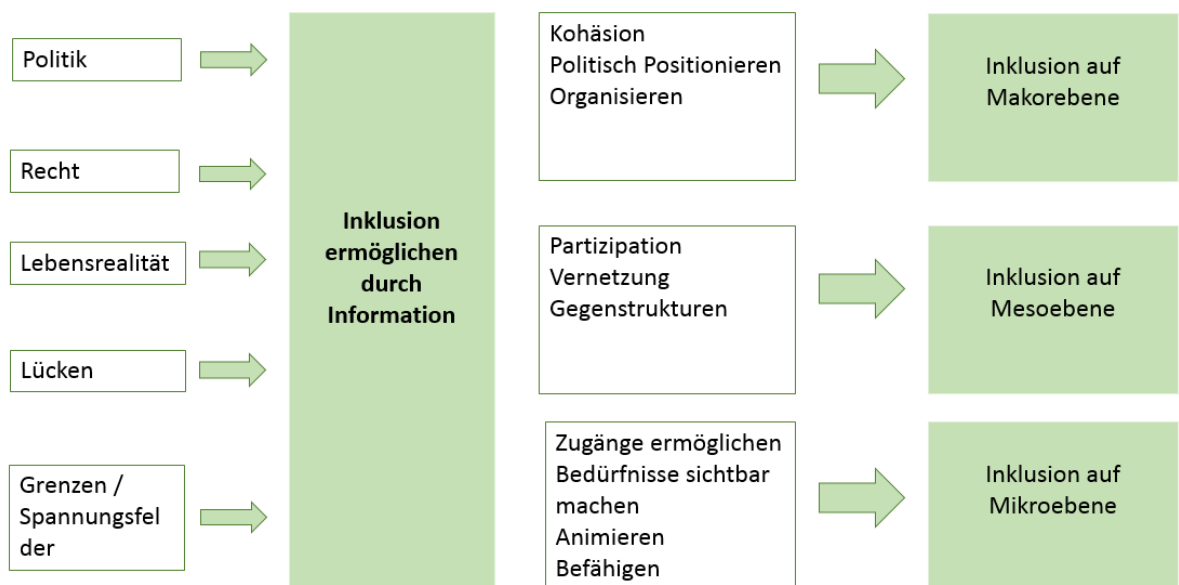 Politik
Recht
Lebensrealität
Lücken
Grenzen /
Spannungsfel
der
Inklusion
ermöglichen
durch
Information
Kohäsion
Politisch Positionieren
Organisieren
Inklusion auf
Makorebene
Partizipation
Vernetzung
Gegenstrukturen
Inklusion auf
Mesoebene
Zugänge ermöglichen
Bedürfnisse sichtbar
machen
Animieren
Befähigen
Inklusion auf
Mikroebene